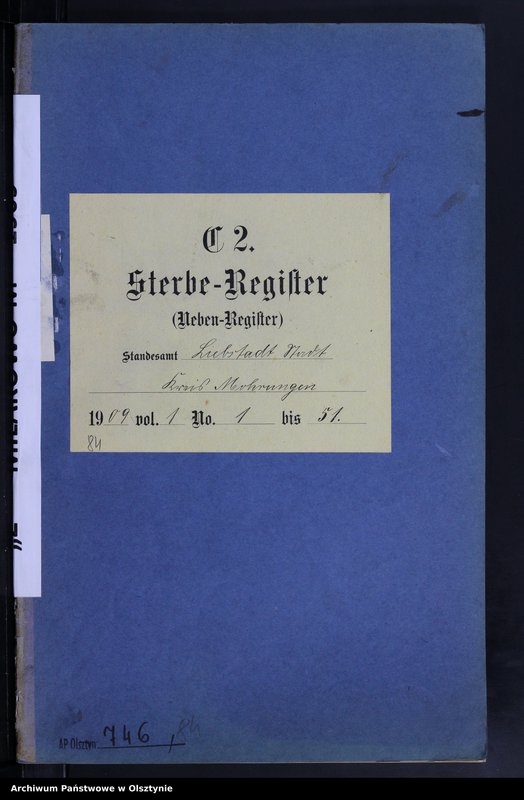 C 2.
Sterbe-Register
(Neben-Register)
Standesamt Liebstadt Stadt
Kreis Mohrungen
1909 vol. 1 No. 1 bis 51.
84
AP Olsztyn 746/84
Archiwum Państwowe w Olsztynie